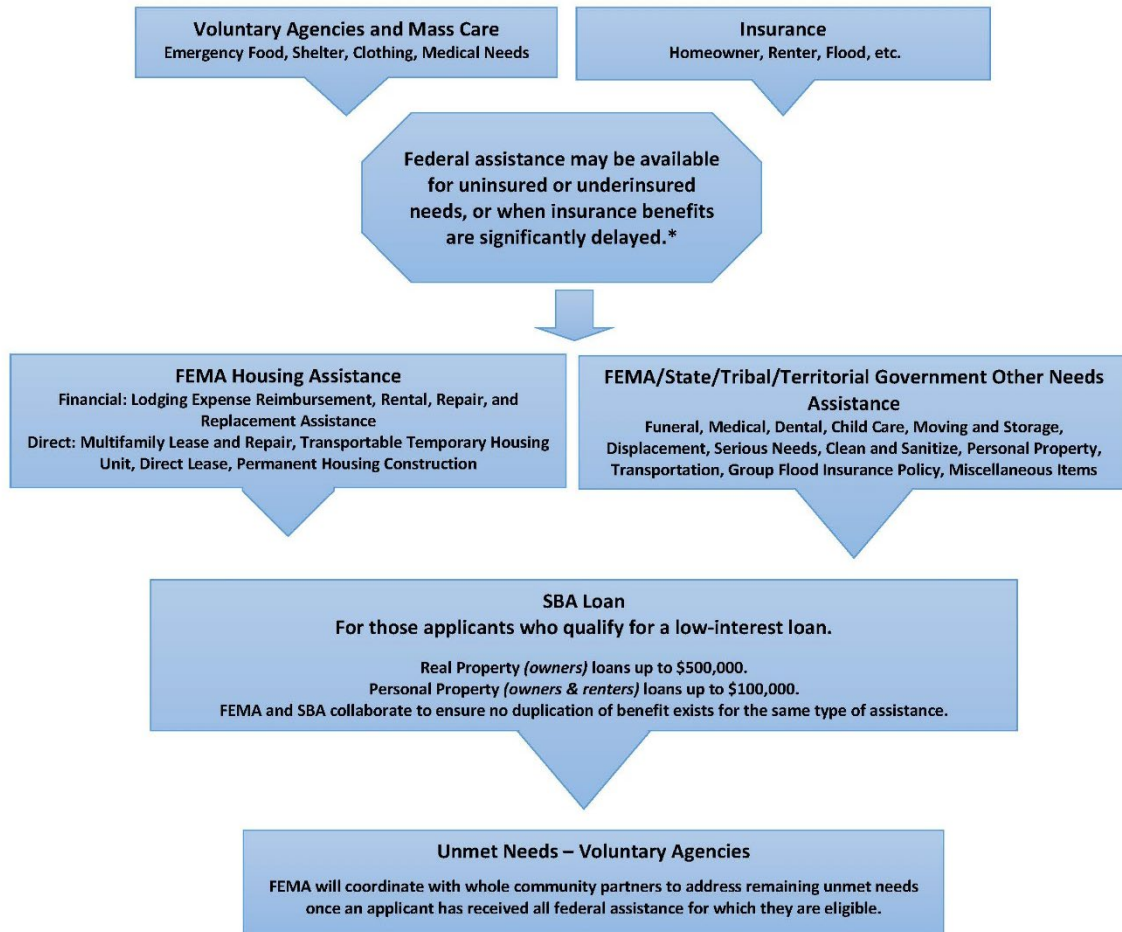 Voluntary Agencies and Mass Care
Emergency Food, Shelter, Clothing, Medical Needs
Insurance
Homeowner, Renter, Flood, etc.
Federal assistance may be available
for uninsured or underinsured
needs, or when insurance benefits
are significantly delayed.*
FEMA Housing Assistance
Financial: Lodging Expense Reimbursement, Rental, Repair, and
Replacement Assistance
Direct: Multifamily Lease and Repair, Transportable Temporary Housing
Unit, Direct Lease, Permanent Housing Construction
FEMA/State/Tribal/Territorial Government Other Needs
Assistance
Funeral, Medical, Dental, Child Care, Moving and Storage,
Displacement, Serious Needs, Clean and Sanitize, Personal Property,
Transportation, Group Flood Insurance Policy, Miscellaneous Items
SBA Loan
For those applicants who qualify for a low-interest loan.
Real Property (owners) loans up to $500,000.
Personal Property (owners & renters) loans up to $100,000.
FEMA and SBA collaborate to ensure no duplication of benefit exists for the same type of assistance.
Unmet Needs – Voluntary Agencies
FEMA will coordinate with whole community partners to address remaining unmet needs
once an applicant has received all federal assistance for which they are eligible.